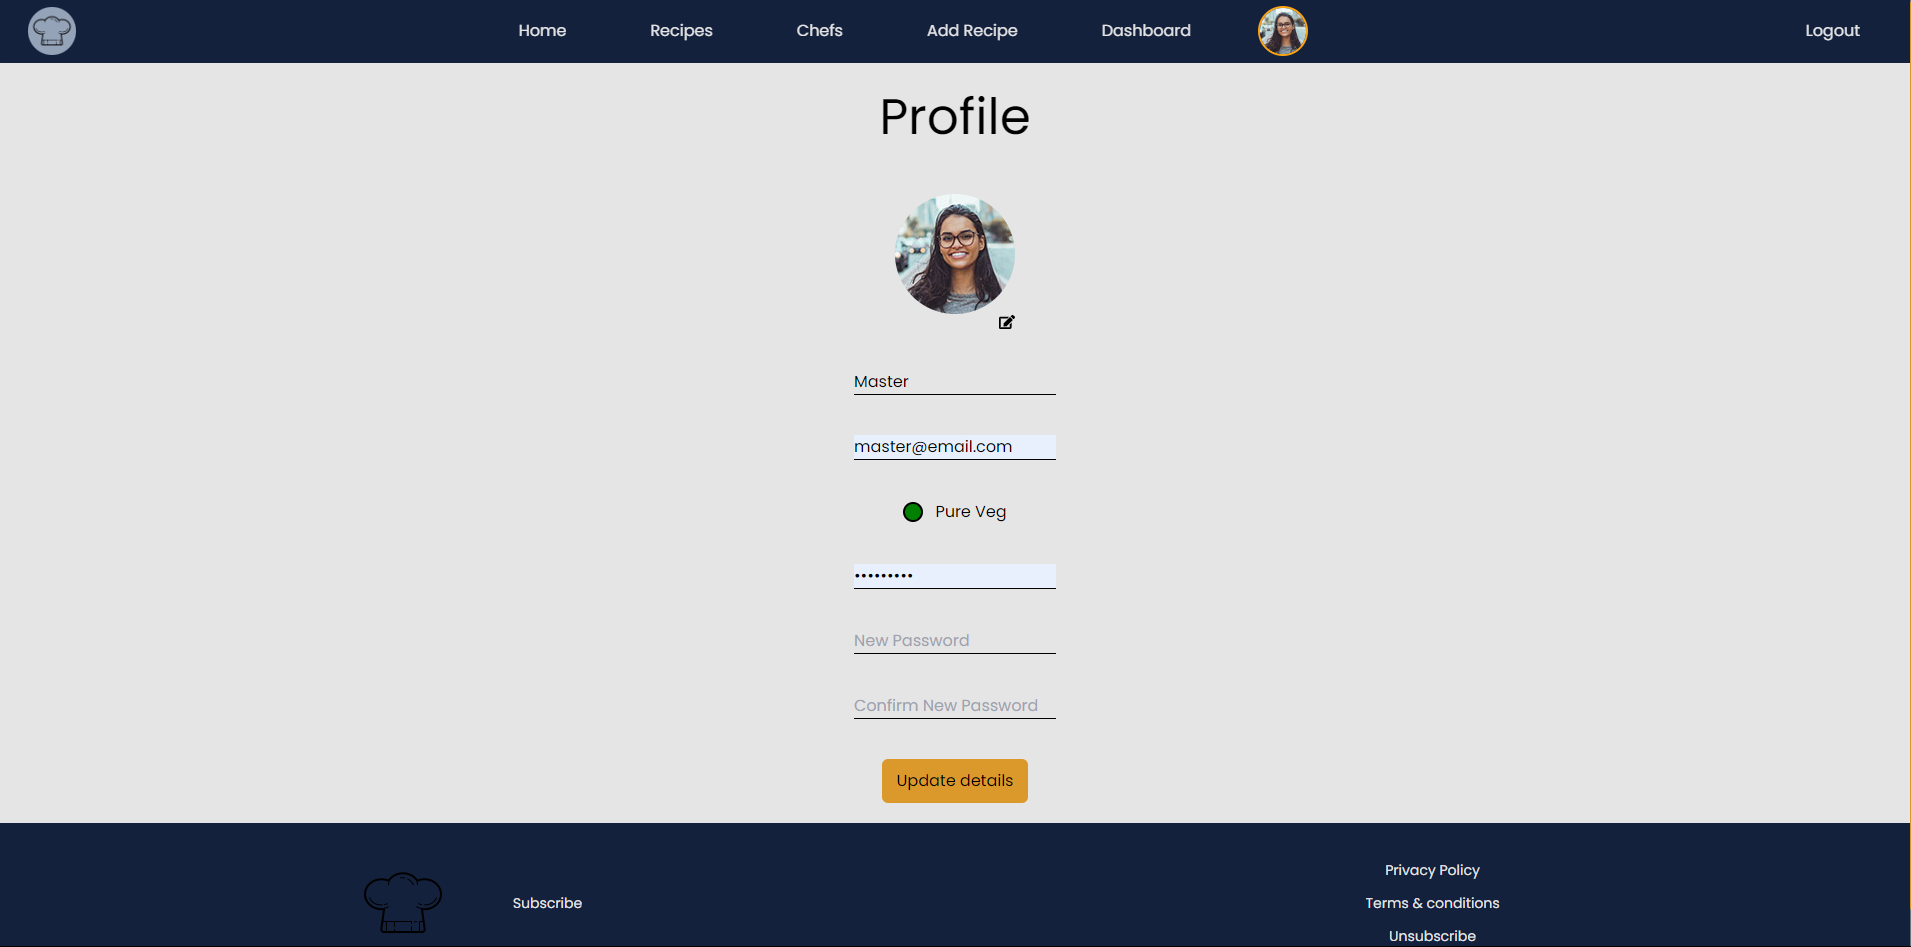 Home Recipes Chefs Add Recipe Dashboard Logout
Profile
Master
master@email.com
Pure Veg
•••••••••
New Password
Confirm New Password
Update details
Subscribe
Privacy Policy
Terms & conditions
Unsubscribe